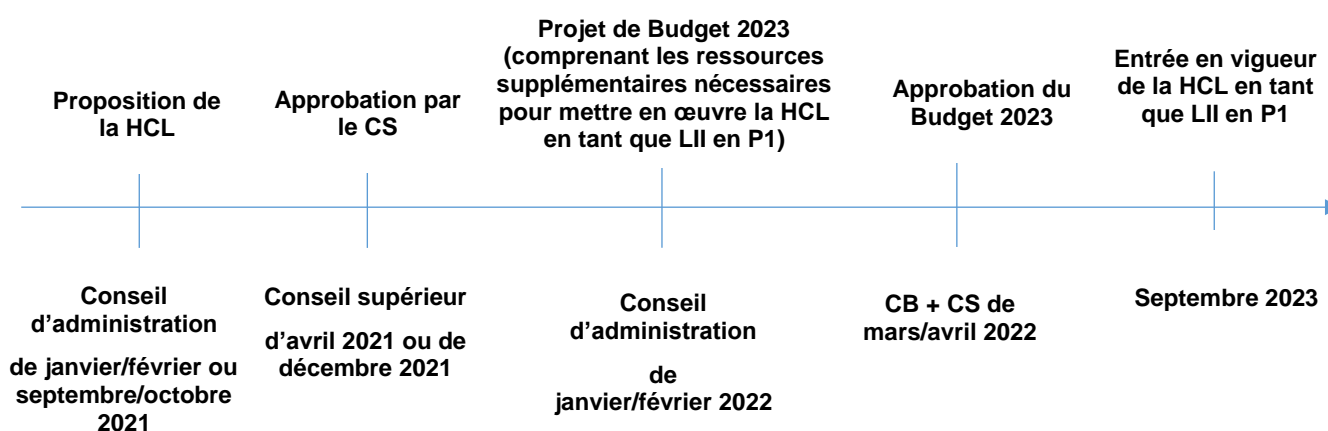 Proposition de
la HCL
Approbation par
le CS
Projet de Budget 2023
(comprenant les ressources
supplémentaires nécessaires
pour mettre en œuvre la HCL
en tant que LII en P1)
Approbation du
Budget 2023
Entrée en vigueur
de la HCL en tant
que LII en P1
Conseil
d’administration
de janvier/février ou
septembre/octobre
2021
Conseil supérieur
d’avril 2021 ou de
décembre 2021
Conseil
d’administration
de
janvier/février 2022
CB + CS de
mars/avril 2022
Septembre 2023